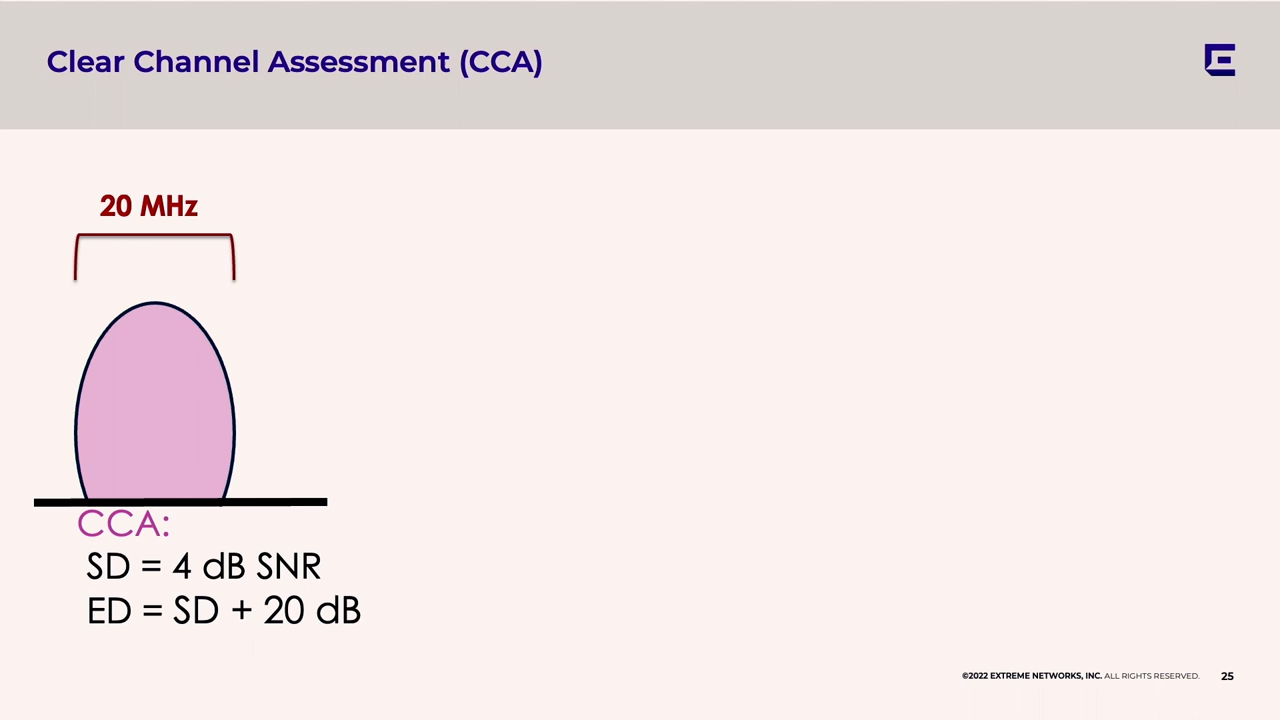 Clear Channel Assessment (CCA)
20 MHz
CCA:
SD = 4 dB SNR
ED = SD + 20 dB
©2022 EXTREME NETWORKS, INC. ALL RIGHTS RESERVED. 25